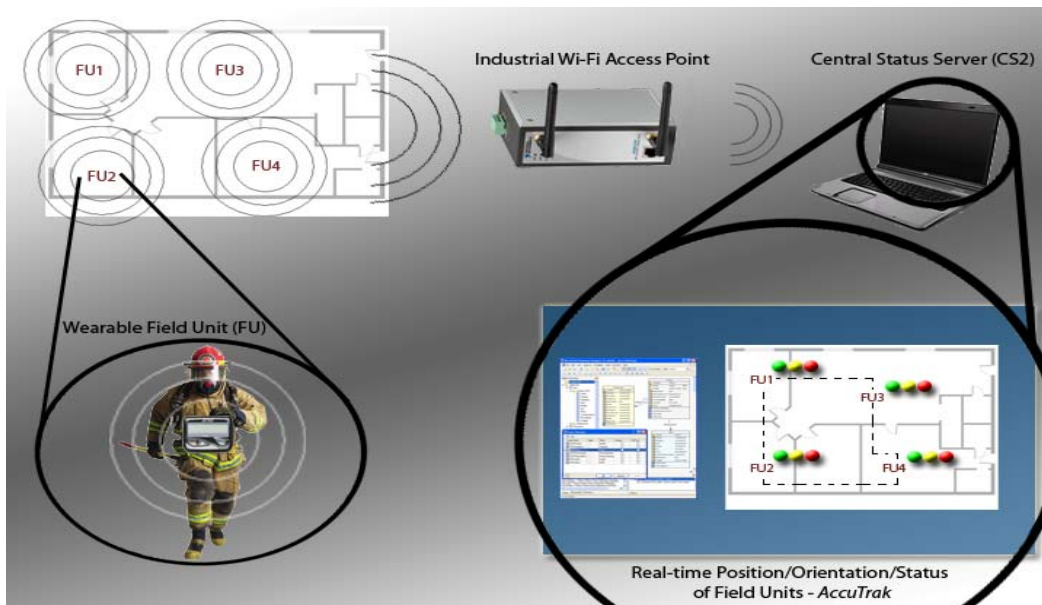 FU1
FU3
FU2
FU4
Industrial Wi-Fi Access Point
Central Status Server (CS2)
Wearable Field Unit (FU)
FU1
FU3
FU2
FU4
Real-time Position/Orientation/Status
of Field Units - AccuTrak